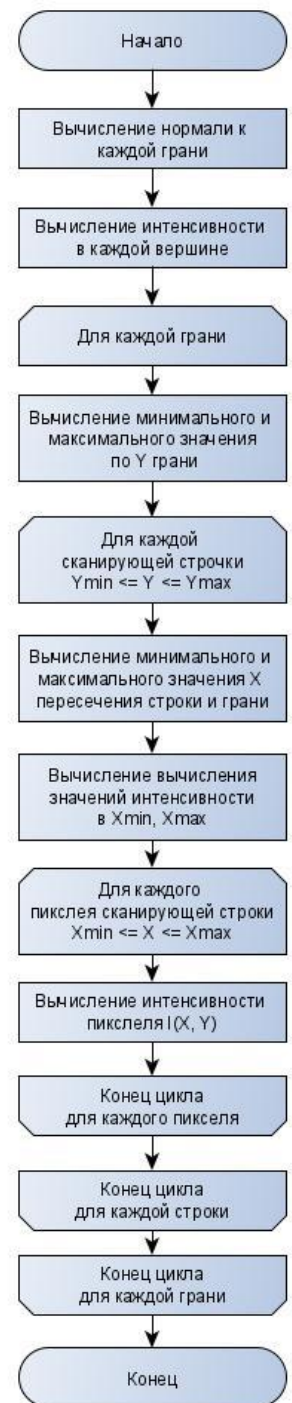 Начало
Вычисление нормали к
каждой грани
Вычисление интенсивности
в каждой вершине
Для каждой грани
Вычисление минимального и
максимального значения
по Y грани
Для каждой
сканирующей строчки
Ymin <= Y <= Ymax
Вычисление минимального и
максимального значения X
пересечения строки и грани
Вычисление вычисления
значений интенсивности
в Xmin, Xmax
Для каждого
пикслея сканирующей строки
Xmin <= X <= Xmax
Вычисление интенсивности
пикслеля I(X, Y)
Конец цикла
для каждого пикселя
Конец цикла
для каждой строки
Конец цикла
для каждой грани
Конец